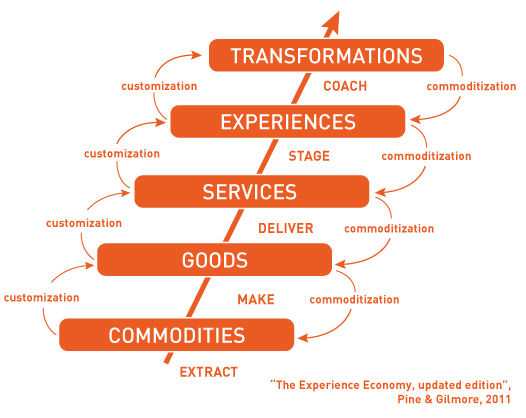 TRANSFORMATIONS
customization
COACH
commoditization
EXPERIENCES
customization
STAGE
commoditization
SERVICES
customization
DELIVER
commoditization
GOODS
customization
MAKE
commoditization
COMMODITIES
EXTRACT
“The Experience Economy, updated edition”,
Pine & Gilmore, 2011